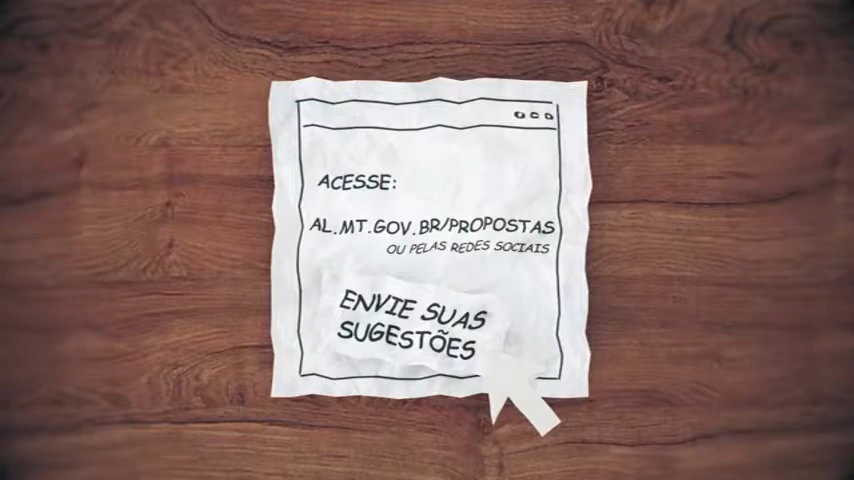 ACESSE:
AL.MT.GOV.BR/PROPOSTAS
OU PELAS REDES SOCIAIS
ENVIE SUAS
SUGESTÕES